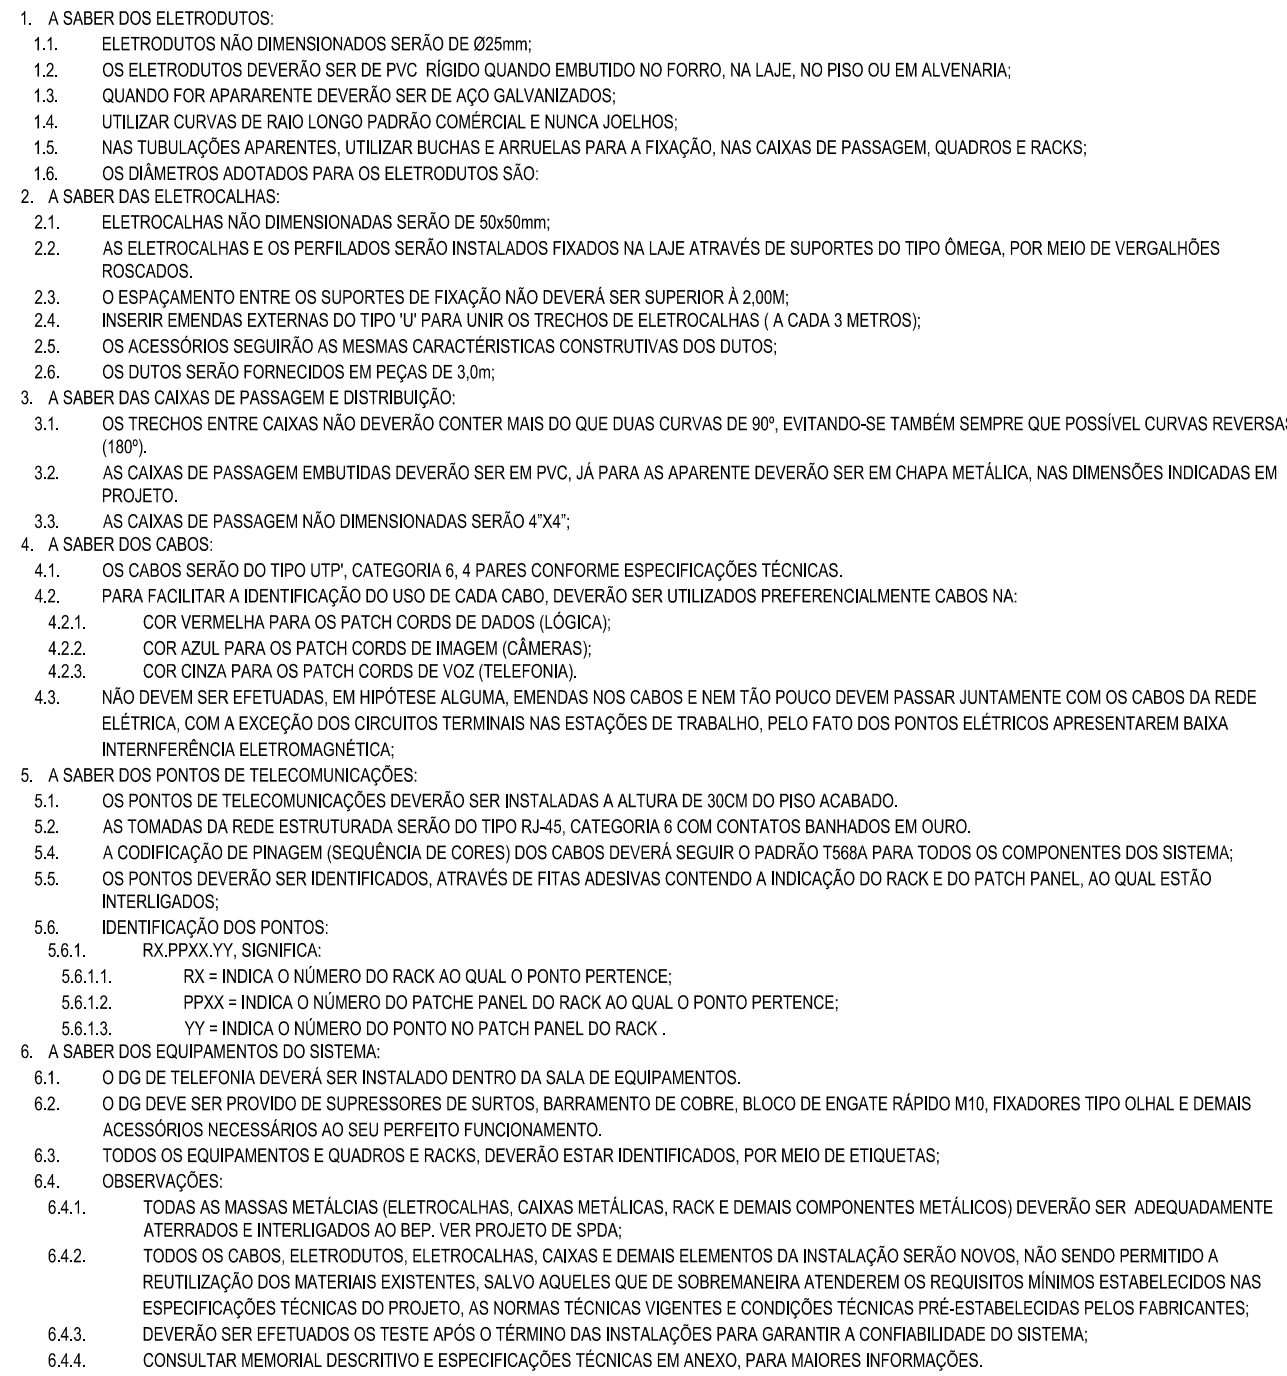 1. A SABER DOS ELETRODUTOS:
1.1. ELETRODUTOS NÃO DIMENSIONADOS SERÃO DE Ø25mm;
1.2. OS ELETRODUTOS DEVERÃO SER DE PVC RÍGIDO QUANDO EMBUTIDO NO FORRO, NA LAJE, NO PISO OU EM ALVENARIA;
1.3. QUANDO FOR APARARENTE DEVERÃO SER DE AÇO GALVANIZADOS;
1.4. UTILIZAR CURVAS DE RAIO LONGO PADRÃO COMÉRCIAL E NUNCA JOELHOS;
1.5. NAS TUBULAÇÕES APARENTES, UTILIZAR BUCHAS E ARRUELAS PARA A FIXAÇÃO, NAS CAIXAS DE PASSAGEM, QUADROS E RACKS;
1.6. OS DIÂMETROS ADOTADOS PARA OS ELETRODUTOS SÃO:
2. A SABER DAS ELETROCALHAS:
2.1. ELETROCALHAS NÃO DIMENSIONADAS SERÃO DE 50x50mm;
2.2. AS ELETROCALHAS E OS PERFILADOS SERÃO INSTALADOS FIXADOS NA LAJE ATRAVÉS DE SUPORTES DO TIPO ÔMEGA, POR MEIO DE VERGALHÕES
ROSCADOS.
2.3. O ESPAÇAMENTO ENTRE OS SUPORTES DE FIXAÇÃO NÃO DEVERÁ SER SUPERIOR À 2,00M;
2.4. INSERIR EMENDAS EXTERNAS DO TIPO 'U' PARA UNIR OS TRECHOS DE ELETROCALHAS ( A CADA 3 METROS);
2.5. OS ACESSÓRIOS SEGUIRÃO AS MESMAS CARACTÉRISTICAS CONSTRUTIVAS DOS DUTOS;
2.6. OS DUTOS SERÃO FORNECIDOS EM PEÇAS DE 3,0m;
3. A SABER DAS CAIXAS DE PASSAGEM E DISTRIBUIÇÃO:
3.1. OS TRECHOS ENTRE CAIXAS NÃO DEVERÃO CONTER MAIS DO QUE DUAS CURVAS DE 90º, EVITANDO-SE TAMBÉM SEMPRE QUE POSSÍVEL CURVAS REVERSAS
(180º).
3.2. AS CAIXAS DE PASSAGEM EMBUTIDAS DEVERÃO SER EM PVC, JÁ PARA AS APARENTE DEVERÃO SER EM CHAPA METÁLICA, NAS DIMENSÕES INDICADAS EM
PROJETO.
3.3. AS CAIXAS DE PASSAGEM NÃO DIMENSIONADAS SERÃO 4”X4”;
4. A SABER DOS CABOS:
4.1. OS CABOS SERÃO DO TIPO UTP', CATEGORIA 6, 4 PARES CONFORME ESPECIFICAÇÕES TÉCNICAS.
4.2. PARA FACILITAR A IDENTIFICAÇÃO DO USO DE CADA CABO, DEVERÃO SER UTILIZADOS PREFERENCIALMENTE CABOS NA:
4.2.1. COR VERMELHA PARA OS PATCH CORDS DE DADOS (LÓGICA);
4.2.2. COR AZUL PARA OS PATCH CORDS DE IMAGEM (CÂMERAS);
4.2.3. COR CINZA PARA OS PATCH CORDS DE VOZ (TELEFONIA).
4.3. NÃO DEVEM SER EFETUADAS, EM HIPÓTESE ALGUMA, EMENDAS NOS CABOS E NEM TÃO POUCO DEVEM PASSAR JUNTAMENTE COM OS CABOS DA REDE
ELÉTRICA, COM A EXCEÇÃO DOS CIRCUITOS TERMINAIS NAS ESTAÇÕES DE TRABALHO, PELO FATO DOS PONTOS ELÉTRICOS APRESENTAREM BAIXA
INTERNFERÊNCIA ELETROMAGNÉTICA;
5. A SABER DOS PONTOS DE TELECOMUNICAÇÕES:
5.1. OS PONTOS DE TELECOMUNICAÇÕES DEVERÃO SER INSTALADAS A ALTURA DE 30CM DO PISO ACABADO.
5.2. AS TOMADAS DA REDE ESTRUTURADA SERÃO DO TIPO RJ-45, CATEGORIA 6 COM CONTATOS BANHADOS EM OURO.
5.4. A CODIFICAÇÃO DE PINAGEM (SEQUÊNCIA DE CORES) DOS CABOS DEVERÁ SEGUIR O PADRÃO T568A PARA TODOS OS COMPONENTES DOS SISTEMA;
5.5. OS PONTOS DEVERÃO SER IDENTIFICADOS, ATRAVÉS DE FITAS ADESIVAS CONTENDO A INDICAÇÃO DO RACK E DO PATCH PANEL, AO QUAL ESTÃO
INTERLIGADOS;
5.6. IDENTIFICAÇÃO DOS PONTOS:
5.6.1. RX.PPXX.YY, SIGNIFICA:
5.6.1.1. RX = INDICA O NÚMERO DO RACK AO QUAL O PONTO PERTENCE;
5.6.1.2. PPXX = INDICA O NÚMERO DO PATCHE PANEL DO RACK AO QUAL O PONTO PERTENCE;
5.6.1.3. YY = INDICA O NÚMERO DO PONTO NO PATCH PANEL DO RACK .
6. A SABER DOS EQUIPAMENTOS DO SISTEMA:
6.1. O DG DE TELEFONIA DEVERÁ SER INSTALADO DENTRO DA SALA DE EQUIPAMENTOS.
6.2. O DG DEVE SER PROVIDO DE SUPRESSORES DE SURTOS, BARRAMENTO DE COBRE, BLOCO DE ENGATE RÁPIDO M10, FIXADORES TIPO OLHAL E DEMAIS
ACESSÓRIOS NECESSÁRIOS AO SEU PERFEITO FUNCIONAMENTO.
6.3. TODOS OS EQUIPAMENTOS E QUADROS E RACKS, DEVERÃO ESTAR IDENTIFICADOS, POR MEIO DE ETIQUETAS;
6.4. OBSERVAÇÕES:
6.4.1. TODAS AS MASSAS METÁLCIAS (ELETROCALHAS, CAIXAS METÁLICAS, RACK E DEMAIS COMPONENTES METÁLICOS) DEVERÃO SER ADEQUADAMENTE
ATERRADOS E INTERLIGADOS AO BEP. VER PROJETO DE SPDA;
6.4.2. TODOS OS CABOS, ELETRODUTOS, ELETROCALHAS, CAIXAS E DEMAIS ELEMENTOS DA INSTALAÇÃO SERÃO NOVOS, NÃO SENDO PERMITIDO A
REUTILIZAÇÃO DOS MATERIAIS EXISTENTES, SALVO AQUELES QUE DE SOBREMANEIRA ATENDEREM OS REQUISITOS MÍNIMOS ESTABELECIDOS NAS
ESPECIFICAÇÕES TÉCNICAS DO PROJETO, AS NORMAS TÉCNICAS VIGENTES E CONDIÇÕES TÉCNICAS PRÉ-ESTABELECIDAS PELOS FABRICANTES;
6.4.3. DEVERÃO SER EFETUADOS OS TESTE APÓS O TÉRMINO DAS INSTALAÇÕES PARA GARANTIR A CONFIABILIDADE DO SISTEMA;
6.4.4. CONSULTAR MEMORIAL DESCRITIVO E ESPECIFICAÇÕES TÉCNICAS EM ANEXO, PARA MAIORES INFORMAÇÕES.